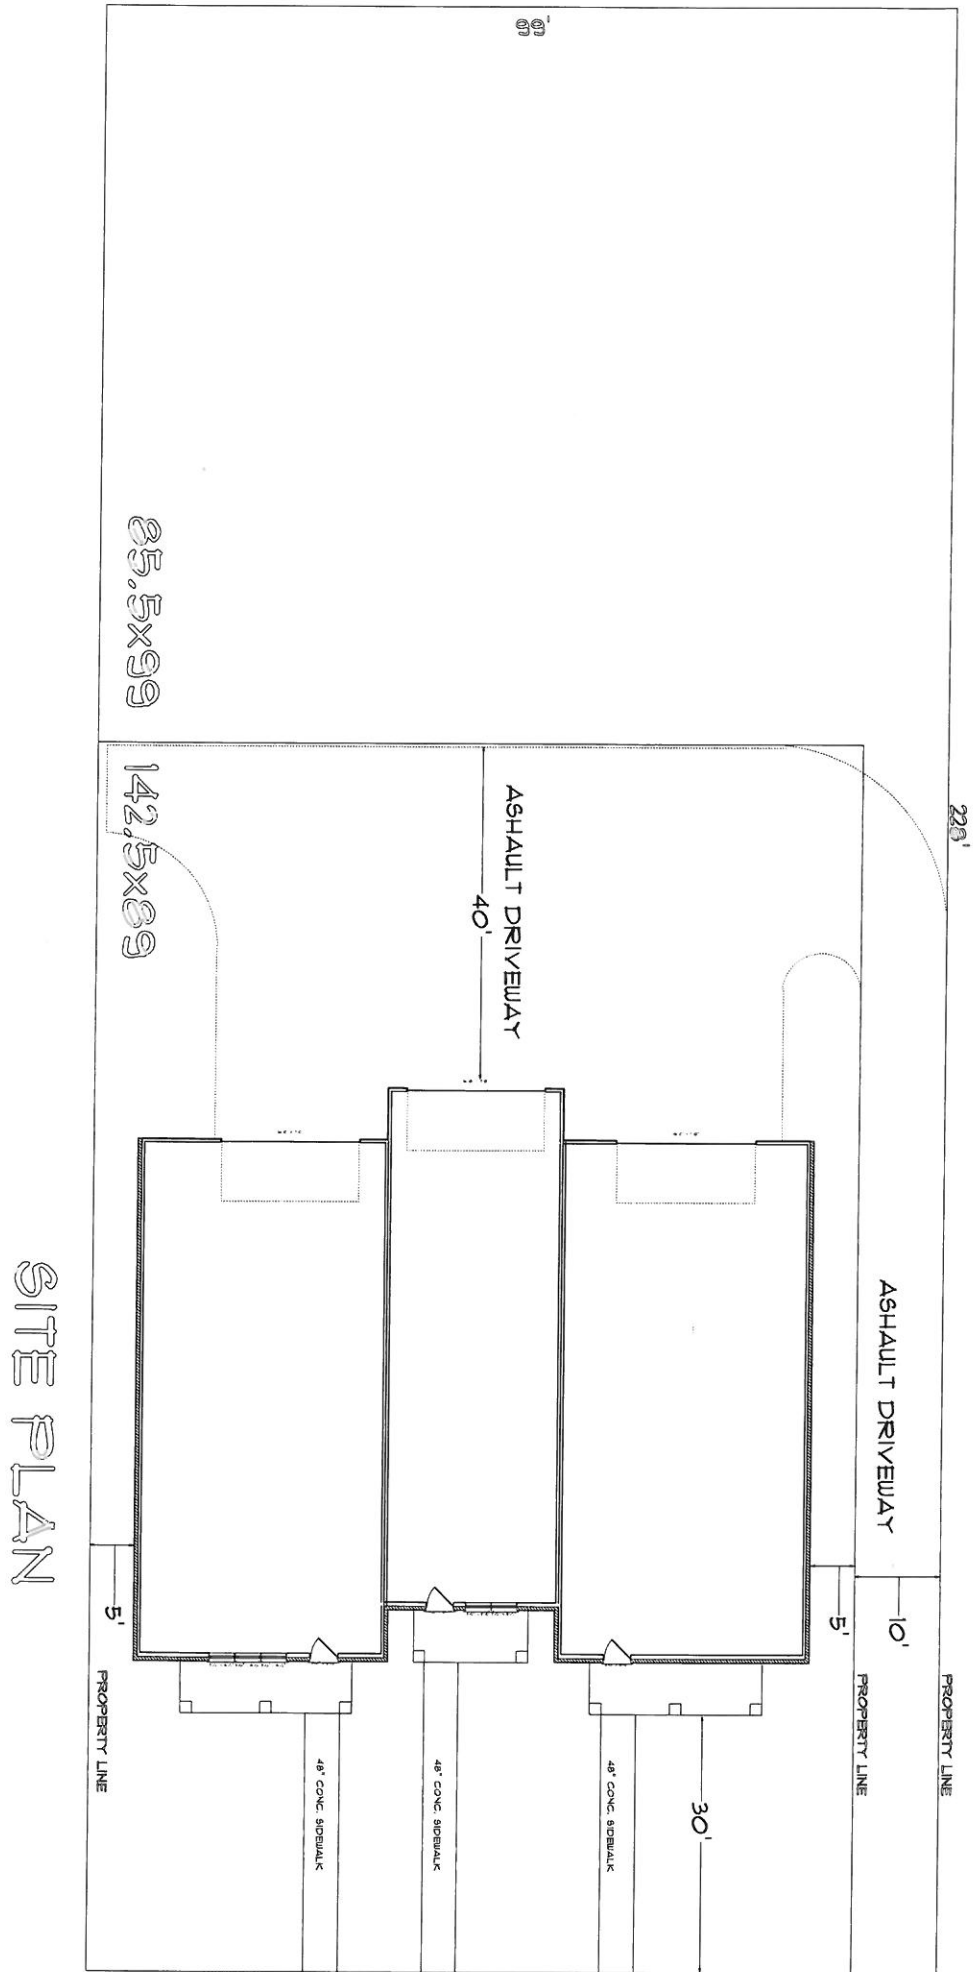 99'
228'
85.5x99
142.5x89
ASHAULT DRIVEWAY
40'
ASHAULT DRIVEWAY
10'
5'
5'
PROPERTY LINE
PROPERTY LINE
PROPERTY LINE
30'
48" CONC. SIDEWALK
48" CONC. SIDEWALK
48" CONC. SIDEWALK
SITE PLAN